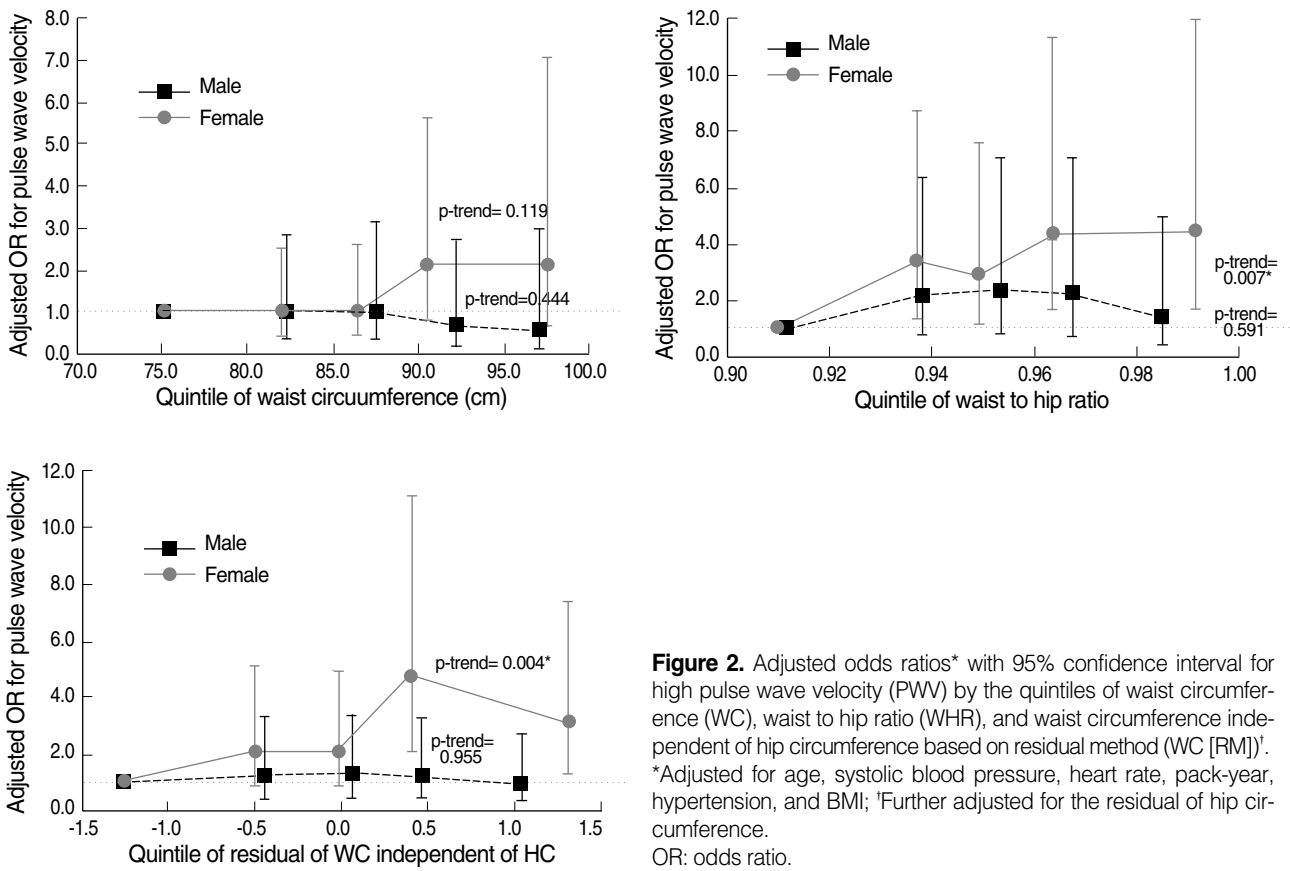 8.0
7.0
6.0
5.0
4.0
3.0
2.0
1.0
0.0
Adjusted OR for pulse wave velocity
Male
Female
p-trend= 0.119
p-trend=0.444
70.0 75.0 80.0 85.0 90.0 95.0 100.0
Quintile of waist circuumference (cm)
12.0
10.0
8.0
6.0
4.0
2.0
0.0
Adjusted OR for pulse wave velocity
Male
Female
p-trend=
0.007*
p-trend=
0.591
0.90 0.92 0.94 0.96 0.98 1.00
Quintile of waist to hip ratio
12.0
10.0
8.0
6.0
4.0
2.0
0.0
Adjusted OR for pulse wave velocity
Male
Female
p-trend= 0.004*
p-trend=
0.955
-1.5 -1.0 -0.5 0.0 0.5 1.0 1.5
Quintile of residual of WC independent of HC
Figure 2. Adjusted odds ratios* with 95% confidence interval for
high pulse wave velocity (PWV) by the quintiles of waist circumfer-
ence (WC), waist to hip ratio (WHR), and waist circumference inde-
pendent of hip circumference based on residual method (WC [RM])†.
*Adjusted for age, systolic blood pressure, heart rate, pack-year,
hypertension, and BMI; †Further adjusted for the residual of hip cir-
cumference.
OR: odds ratio.